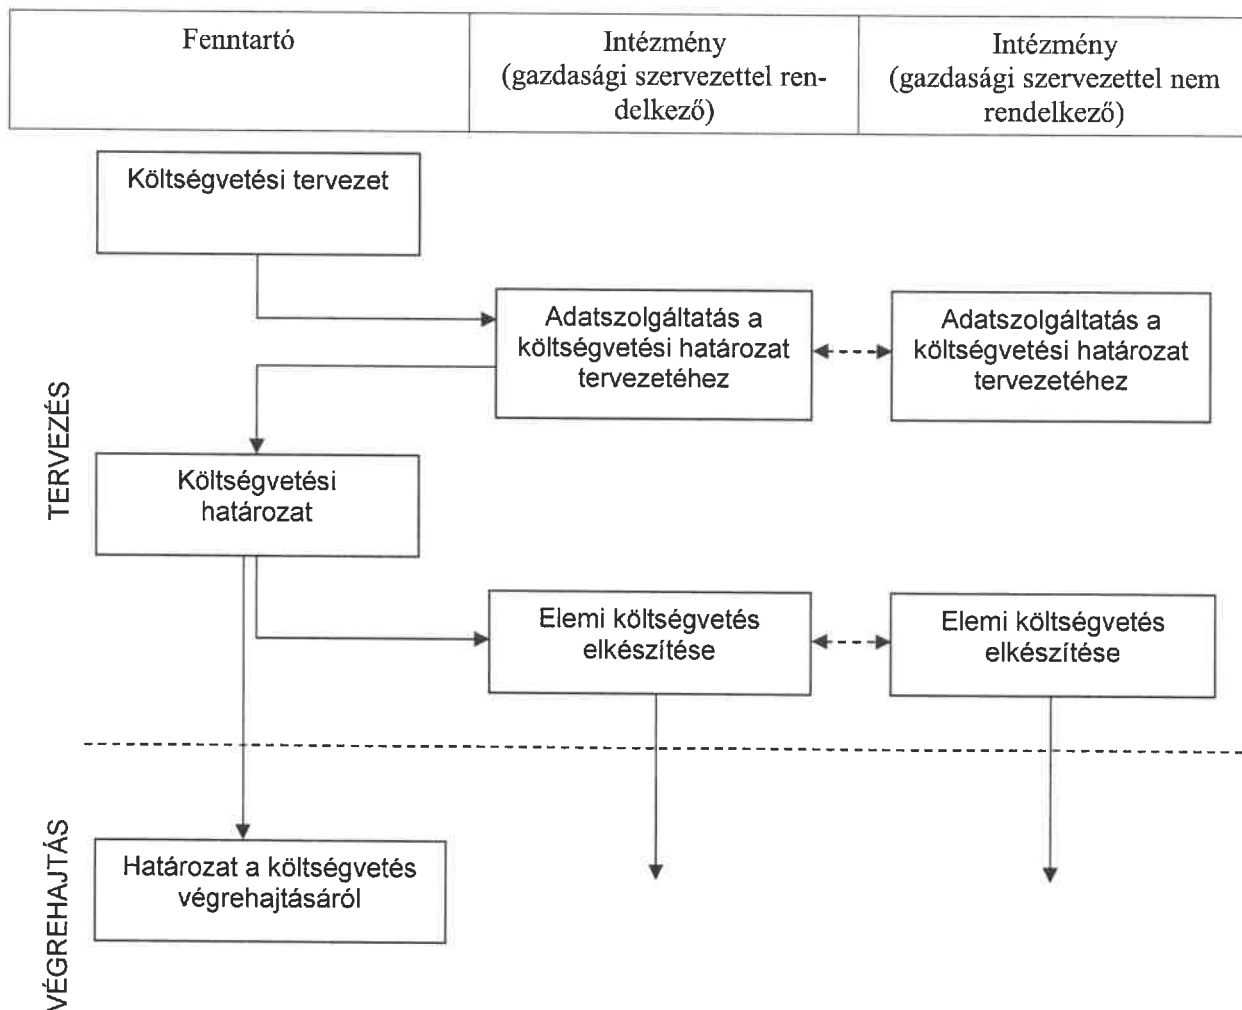 Fenntartó
Intézmény
(gazdasági szervezettel ren-
delkező)
Intézmény
(gazdasági szervezettel nem
rendelkező)
Költségvetési tervezet
Adatszolgáltatás a
költségvetési határozat
tervezetéhez
Adatszolgáltatás a
költségvetési határozat
tervezetéhez
TERVEZÉS
Költségvetési
határozat
Elemi költségvetés
elkészítése
Elemi költségvetés
elkészítése
VÉGREHAJTÁS
Határozat a költségvetés
végrehajtásáról